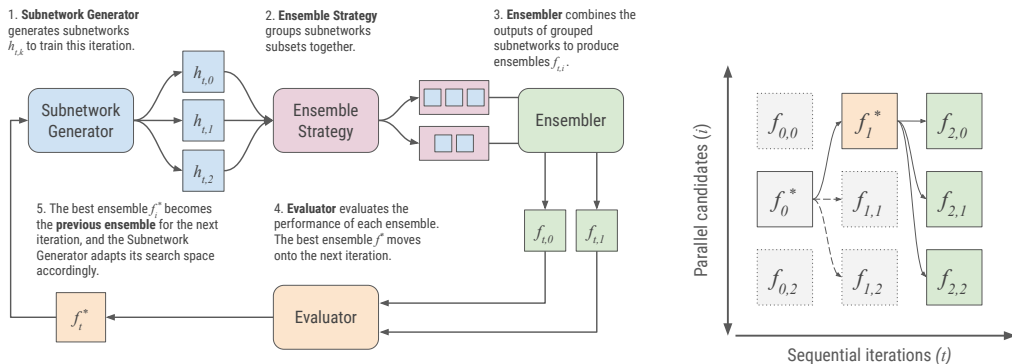 1. Subnetwork Generator
generates subnetworks
h_{t,k} to train this iteration.
2. Ensemble Strategy
groups subnetworks
subsets together.
3. Ensembler combines the
outputs of grouped
subnetworks to produce
ensembles f_{t,i}.
Subnetwork
Generator
h_{t,0}
h_{t,1}
h_{t,2}
Ensemble
Strategy
Ensembler
5. The best ensemble f_i^* becomes
the previous ensemble for the next
iteration, and the Subnetwork
Generator adapts its search space
accordingly.
4. Evaluator evaluates the
performance of each ensemble.
The best ensemble f^* moves
onto the next iteration.
f_{t,0}
f_{t,1}
Evaluator
f_t^*
Parallel candidates (i)
f_{0,0}
f_1^*
f_{2,0}
f_0^*
f_{1,1}
f_{2,1}
f_{0,2}
f_{1,2}
f_{2,2}
Sequential iterations (t)